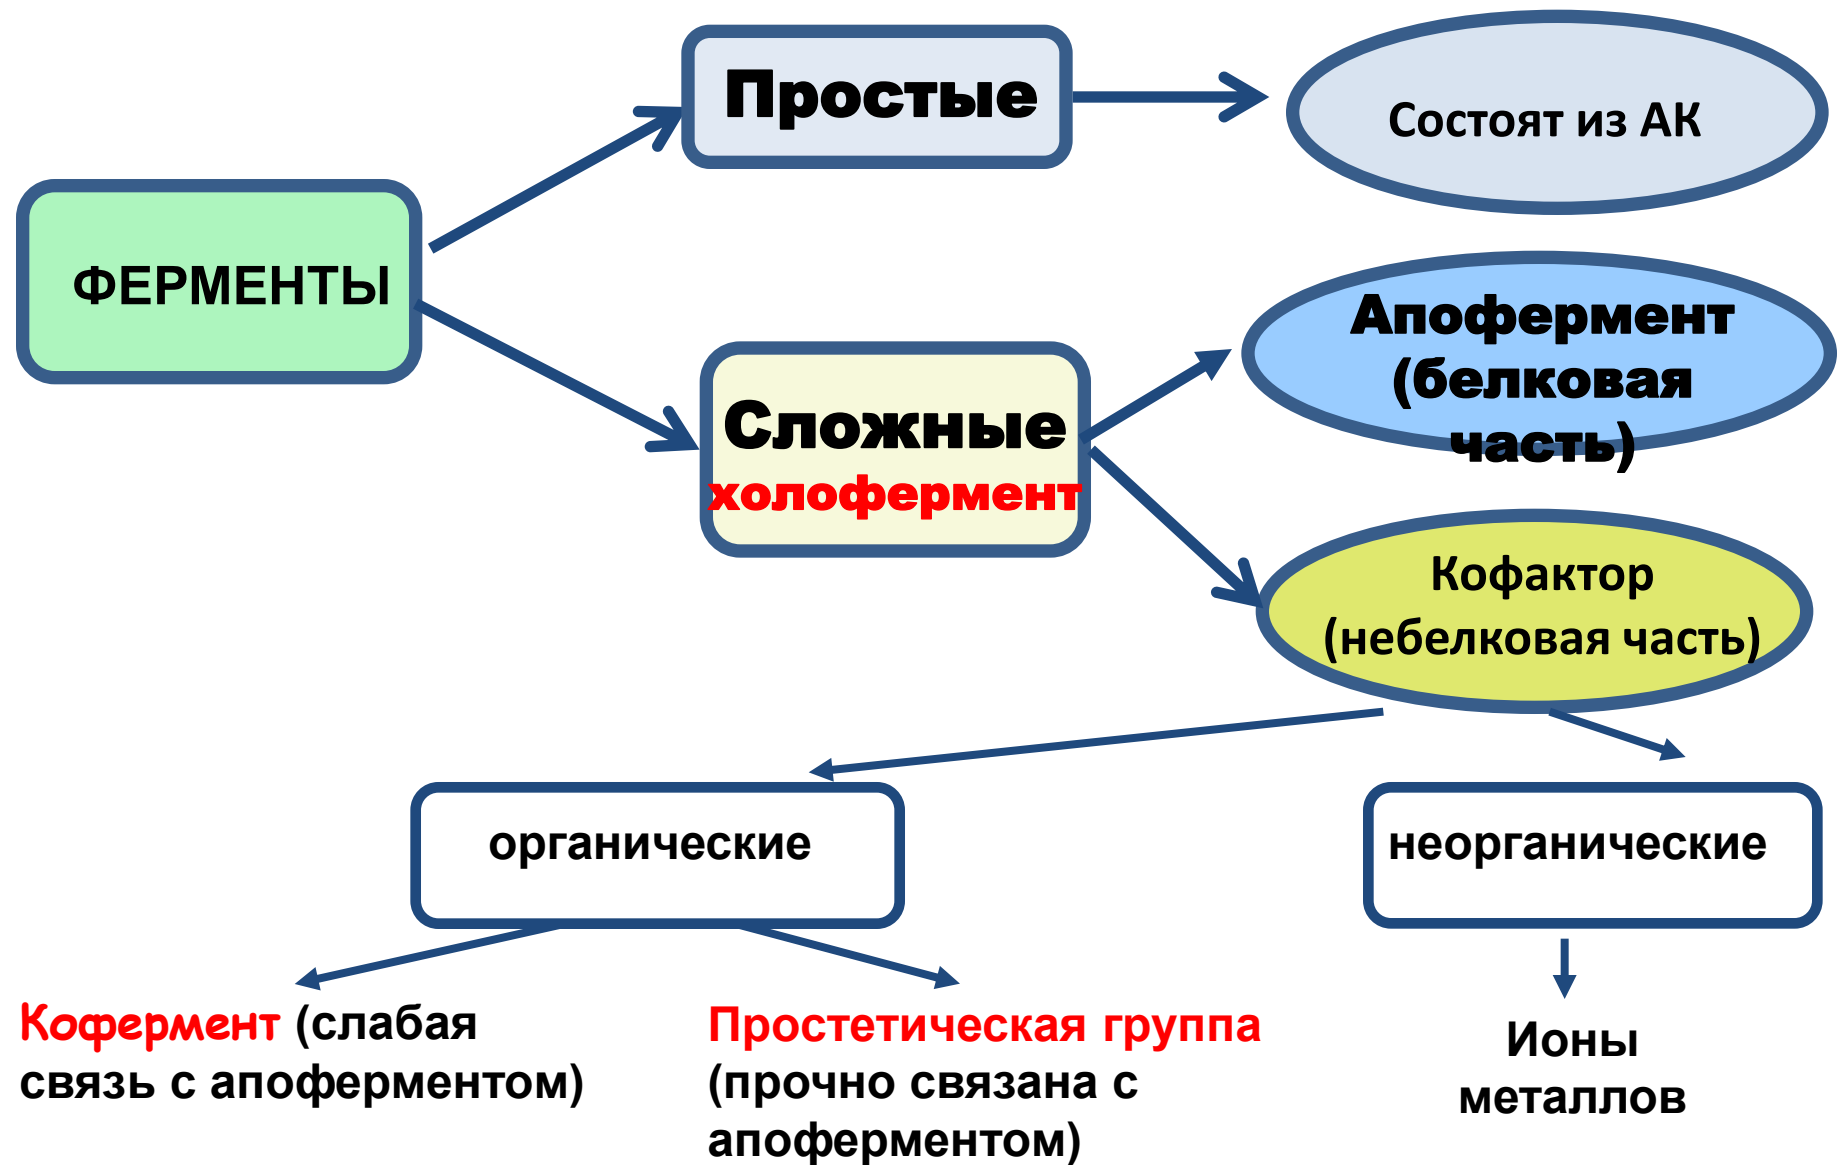 Простые
Состоят из АК
ФЕРМЕНТЫ
Апофермент
(белковая
часть)
Сложные
холофермент
Кофактор
(небелковая часть)
органические
неорганические
Кофермент (слабая
связь с апоферментом)
Простетическая группа
(прочно связана с
апоферментом)
Ионы
металлов